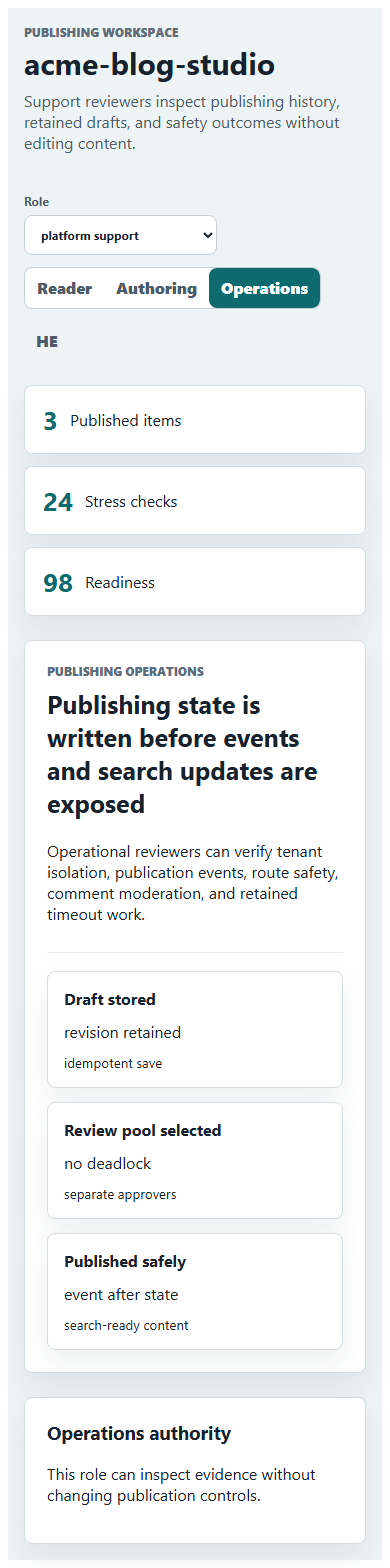 PUBLISHING WORKSPACE
acme-blog-studio
Support reviewers inspect publishing history,
retained drafts, and safety outcomes without
editing content.
Role
platform support
Reader Authoring Operations
HE
3 Published items
24 Stress checks
98 Readiness
PUBLISHING OPERATIONS
Publishing state is
written before events
and search updates are
exposed
Operational reviewers can verify tenant
isolation, publication events, route safety,
comment moderation, and retained
timeout work.
Draft stored
revision retained
idempotent save
Review pool selected
no deadlock
separate approvers
Published safely
event after state
search-ready content
Operations authority
This role can inspect evidence without
changing publication controls.